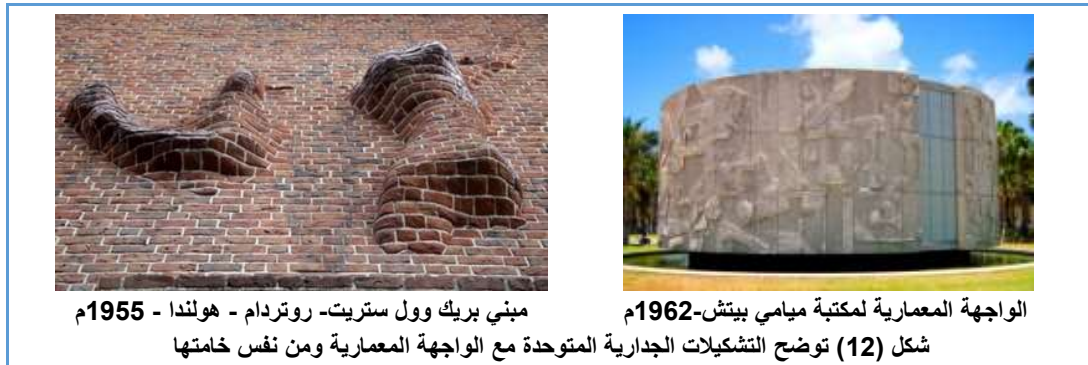 الواجهة المعمارية لمكتبة ميامي بيتش-1962م
مبني بريك وول ستريت- روتردام - هولندا - 1955م
شكل (12) توضح التشكيلات الجدارية المتوحدة مع الواجهة المعمارية ومن نفس خامتها